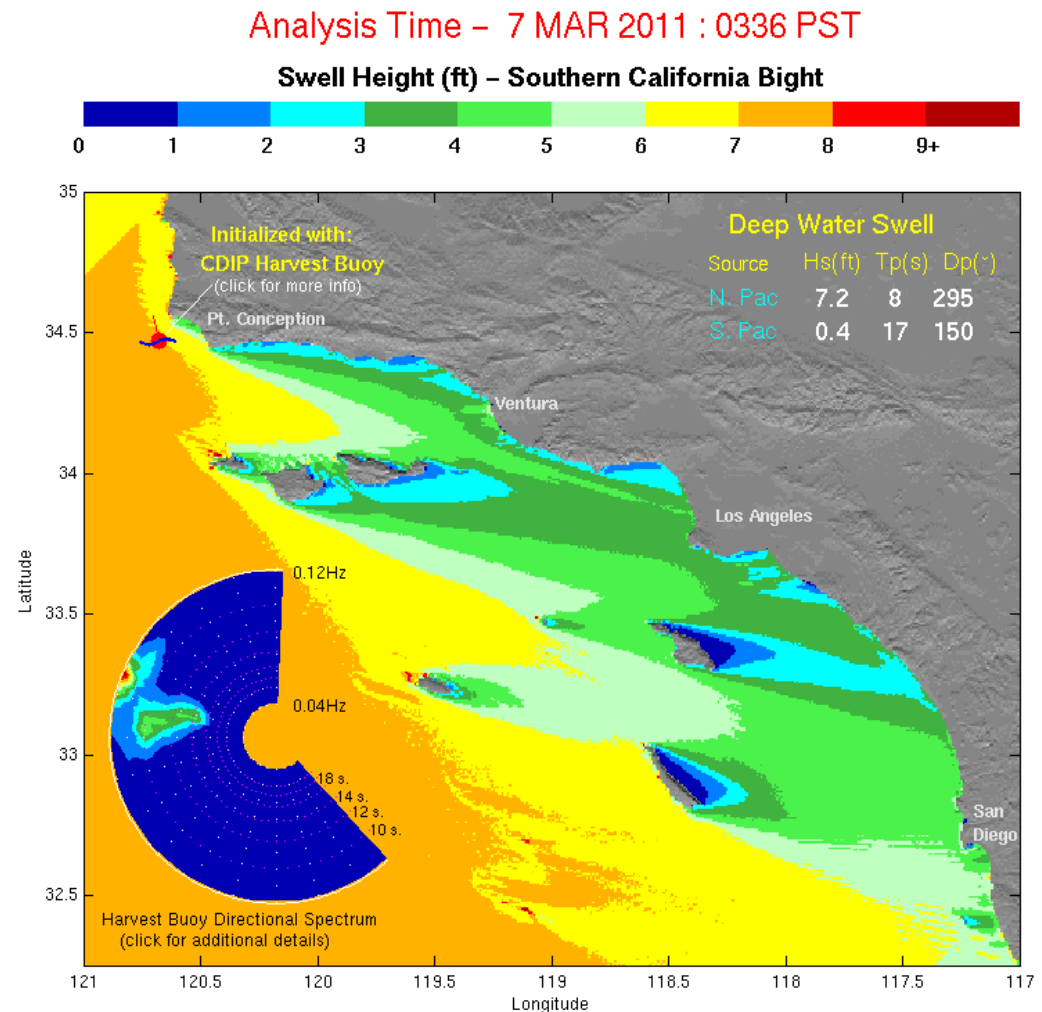 Analysis Time – 7 MAR 2011 : 0336 PST
Swell Height (ft) – Southern California Bight
0 1 2 3 4 5 6 7 8 9+
35
34.5
34
33.5
33
32.5
Latitude
Initialized with:
CDIP Harvest Buoy
(click for more info)
Pt. Conception
Deep Water Swell
Source Hs(ft) Tp(s) Dp(˘)
N. Pac 7.2 8 295
S. Pac 0.4 17 150
Ventura
Los Angeles
San
Diego
0.12Hz
0.04Hz
18 s.
14 s.
12 s.
10 s.
Harvest Buoy Directional Spectrum
(click for additional details)
121 120.5 120 119.5 119 118.5 118 117.5 117
Longitude